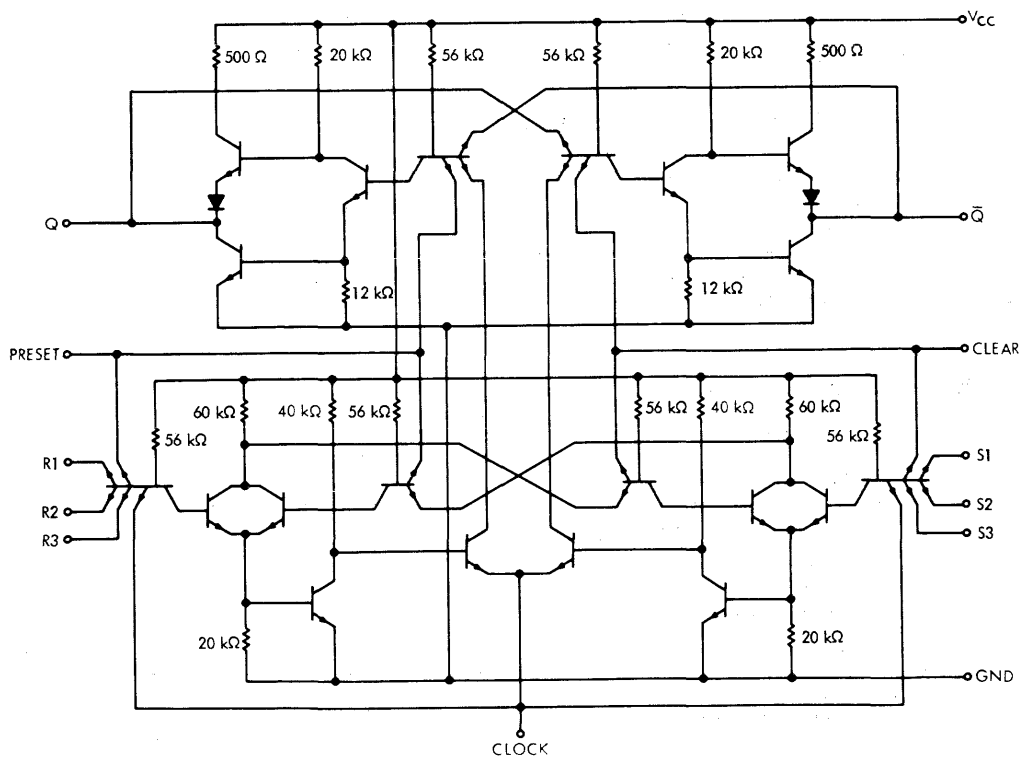 VCC
500 Ω 20 kΩ 56 kΩ 56 kΩ 20 kΩ 500 Ω
Q Q̄
12 kΩ 12 kΩ
PRESET CLEAR
60 kΩ 40 kΩ 56 kΩ 56 kΩ 40 kΩ 60 kΩ
56 kΩ 56 kΩ
R1 S1
R2 S2
R3 S3
20 kΩ 20 kΩ
GND
CLOCK